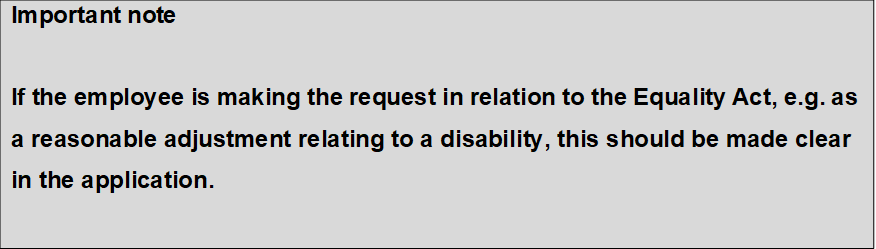 Important note
If the employee is making the request in relation to the Equality Act, e.g. as
a reasonable adjustment relating to a disability, this should be made clear
in the application.